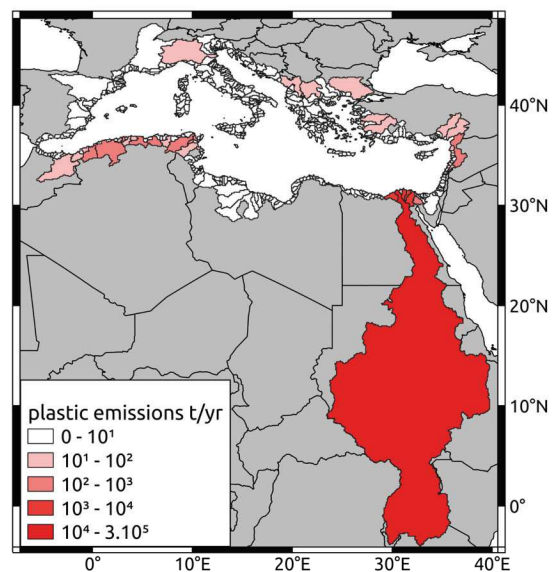 40°N
30°N
20°N
10°N
0°
plastic emissions t/yr
0 - 10¹
10¹ - 10²
10² - 10³
10³ - 10⁴
10⁴ - 3.10⁵
0° 10°E 20°E 30°E 40°E